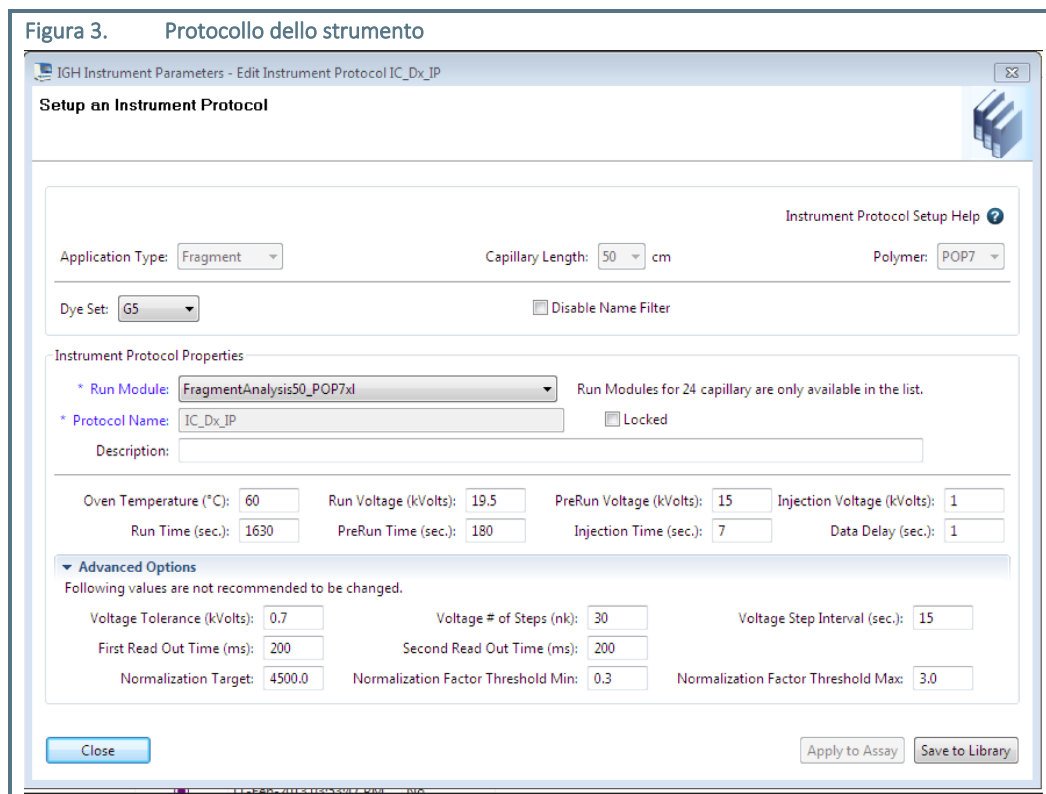 Figura 3. Protocollo dello strumento
IGH Instrument Parameters - Edit Instrument Protocol IC_Dx_IP
Setup an Instrument Protocol
Instrument Protocol Setup Help ?
Application Type: Fragment Capillary Length: 50 cm Polymer: POP7
Dye Set: G5 Disable Name Filter
Instrument Protocol Properties
* Run Module: FragmentAnalysis50_POP7xl Run Modules for 24 capillary are only available in the list.
* Protocol Name: IC_Dx_IP Locked
Description:
Oven Temperature (°C): 60 Run Voltage (kVolts): 19.5 PreRun Voltage (kVolts): 15 Injection Voltage (kVolts): 1
Run Time (sec.): 1630 PreRun Time (sec.): 180 Injection Time (sec.): 7 Data Delay (sec.): 1
Advanced Options
Following values are not recommended to be changed.
Voltage Tolerance (kVolts): 0.7 Voltage # of Steps (nk): 30 Voltage Step Interval (sec.): 15
First Read Out Time (ms): 200 Second Read Out Time (ms): 200
Normalization Target: 4500.0 Normalization Factor Threshold Min: 0.3 Normalization Factor Threshold Max: 3.0
Close Apply to Assay Save to Library